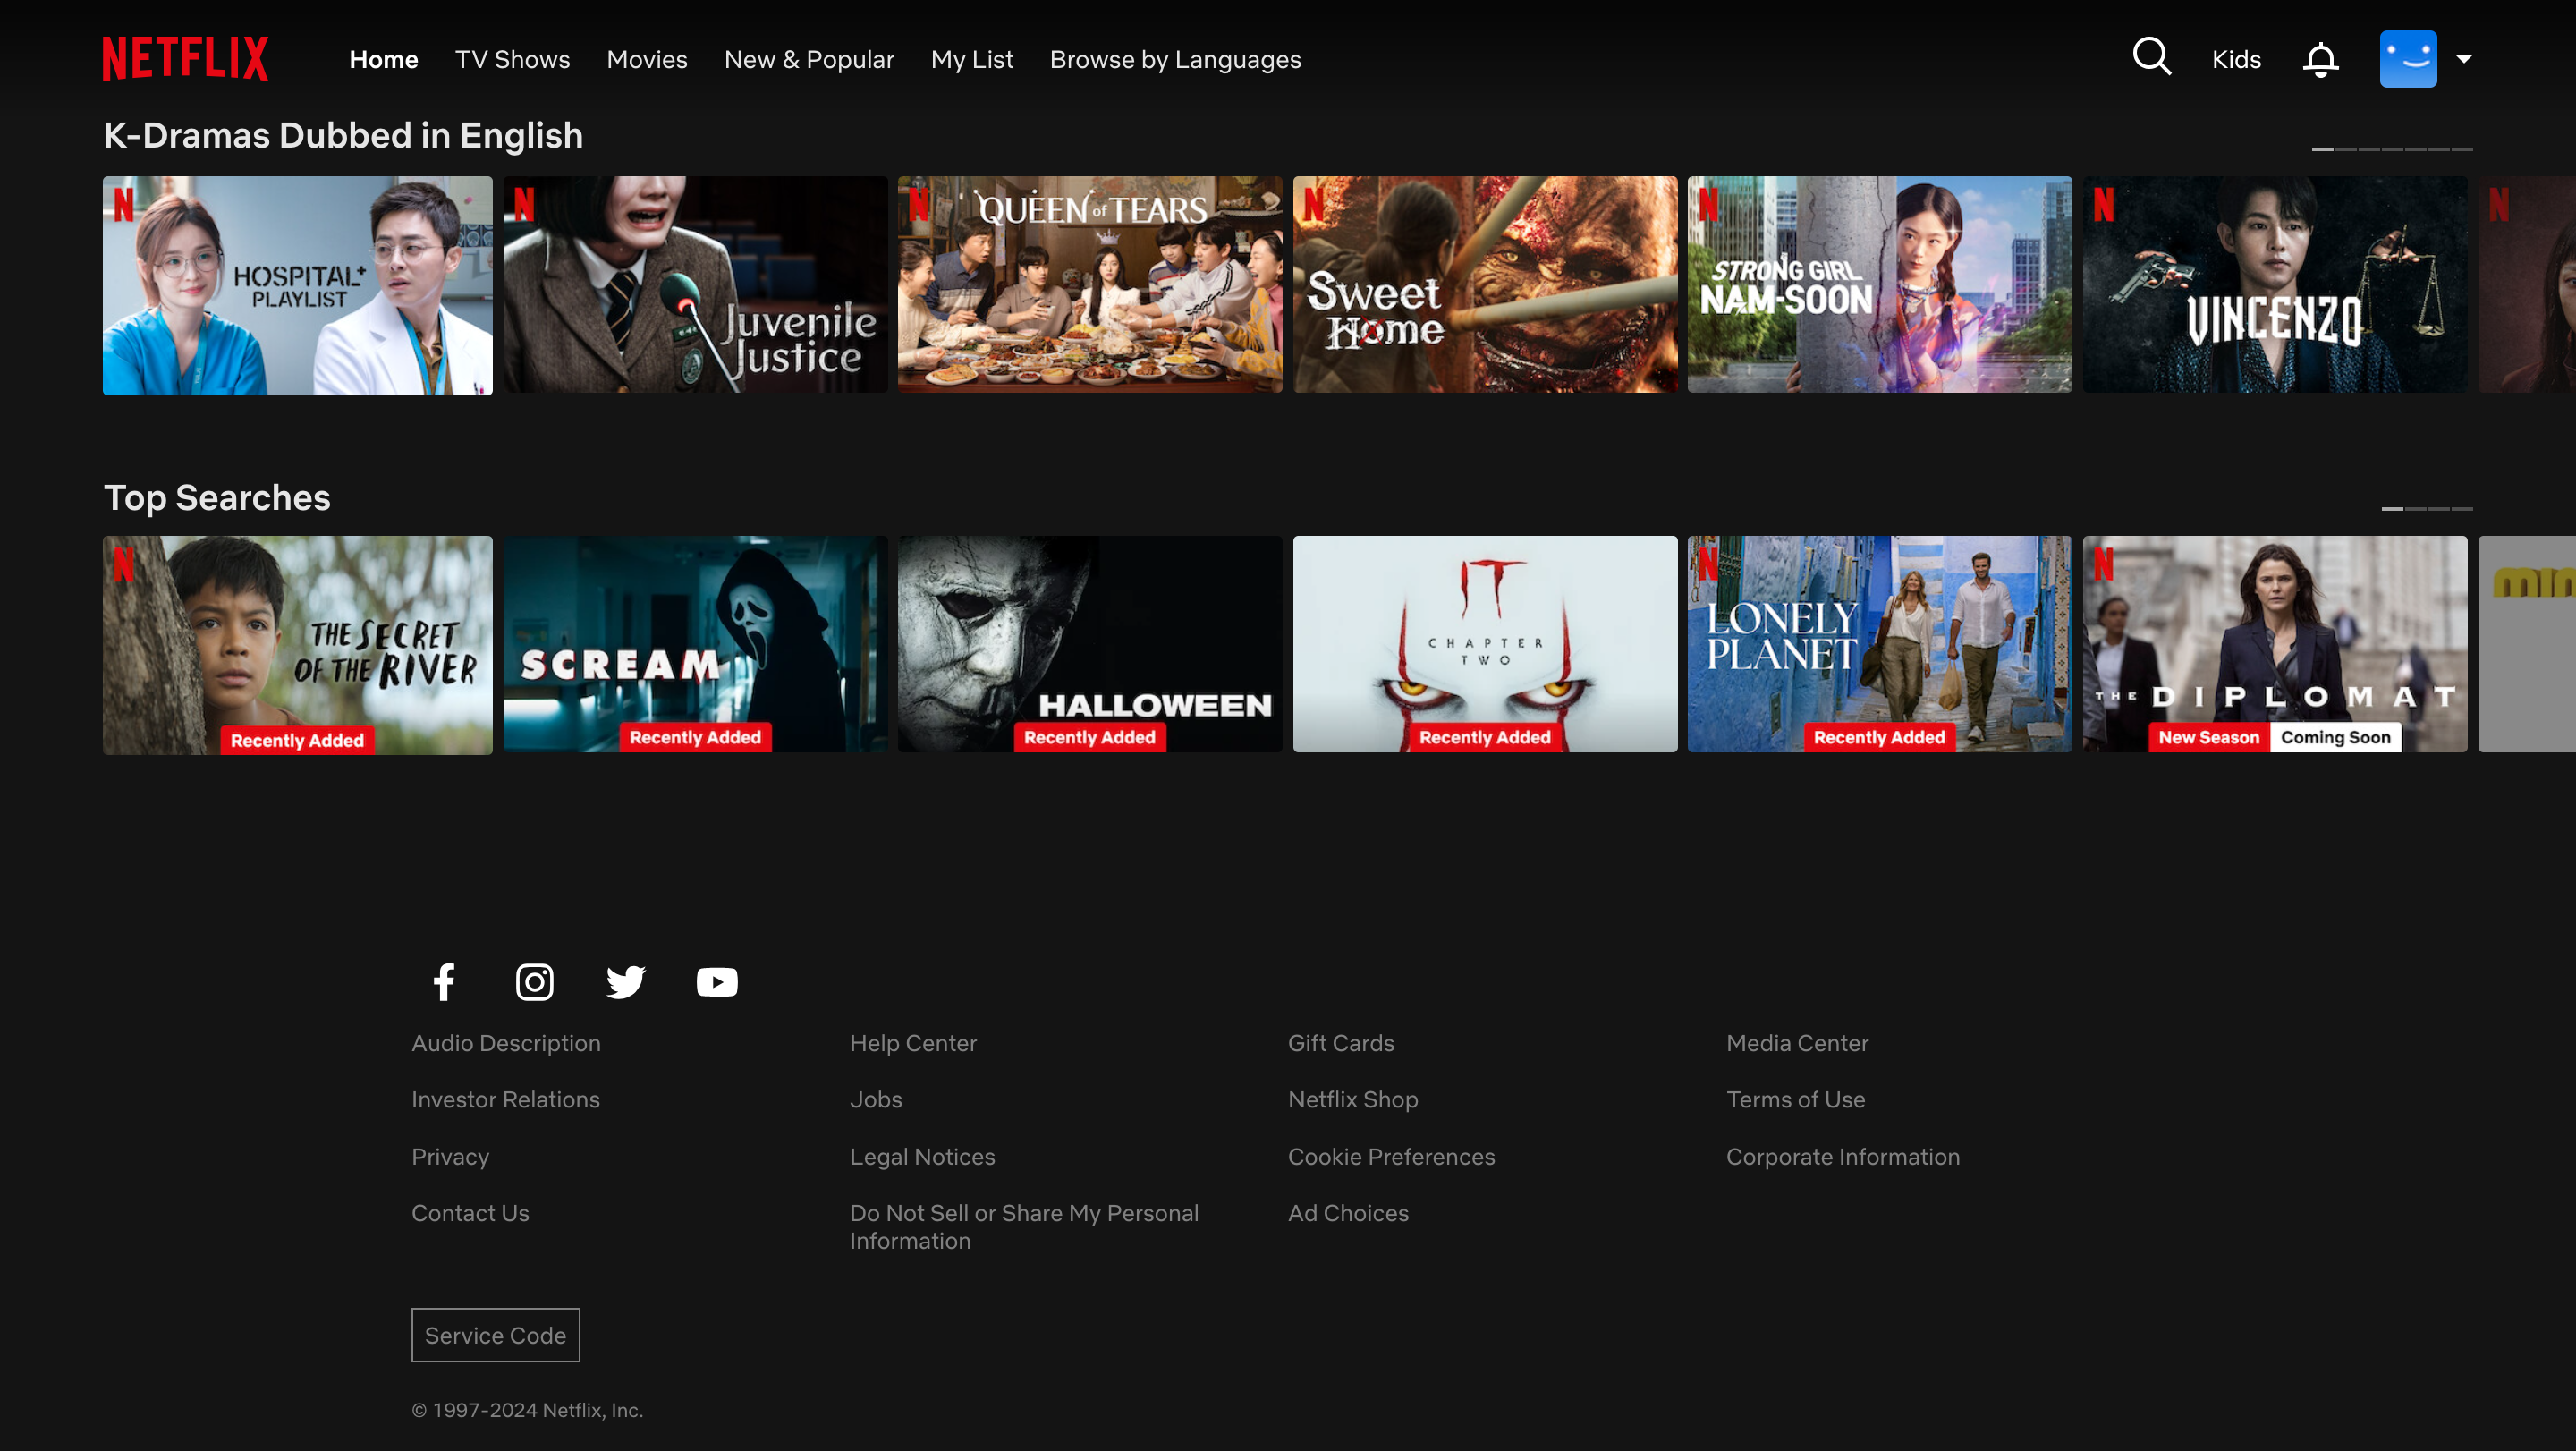 NETFLIX
Home TV Shows Movies New & Popular My List Browse by Languages Kids
K-Dramas Dubbed in English
N
HOSPITAL+
PLAYLIST
N
Juvenile
Justice
N
QUEEN of TEARS
N
Sweet
Home
N
STRONG GIRL
NAM-SOON
N
VINCENZO
N
Top Searches
N
THE SECRET
OF THE RIVER
Recently Added
SCREAM
Recently Added
HALLOWEEN
Recently Added
IT
CHAPTER
TWO
Recently Added
N
LONELY
PLANET
Recently Added
N
THE DIPLOMAT
New Season Coming Soon
Audio Description Help Center Gift Cards Media Center
Investor Relations Jobs Netflix Shop Terms of Use
Privacy Legal Notices Cookie Preferences Corporate Information
Contact Us Do Not Sell or Share My Personal Information Ad Choices
Service Code
© 1997-2024 Netflix, Inc.